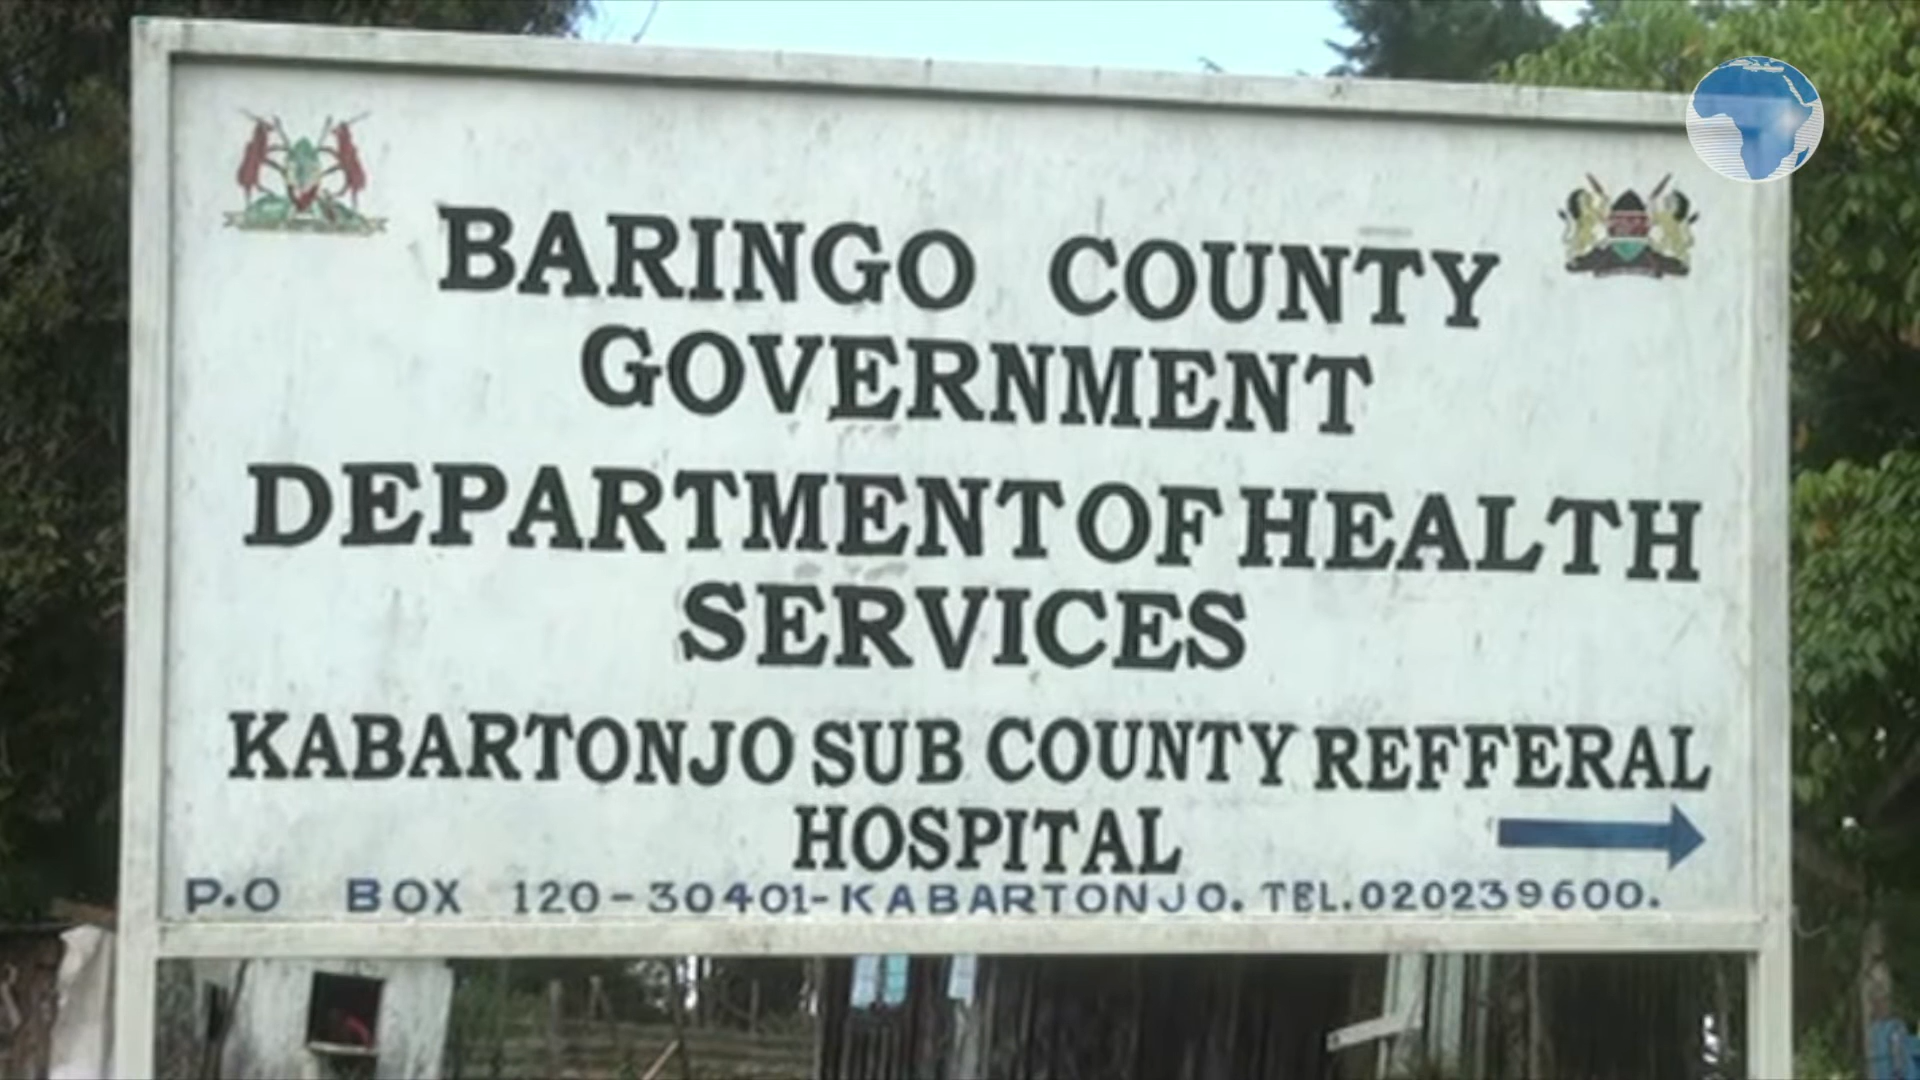 BARINGO COUNTY
GOVERNMENT
DEPARTMENT OF HEALTH
SERVICES
KABARTONJO SUB COUNTY REFFERAL
HOSPITAL
P.O BOX 120-30401-KABARTONJO. TEL.020239600.